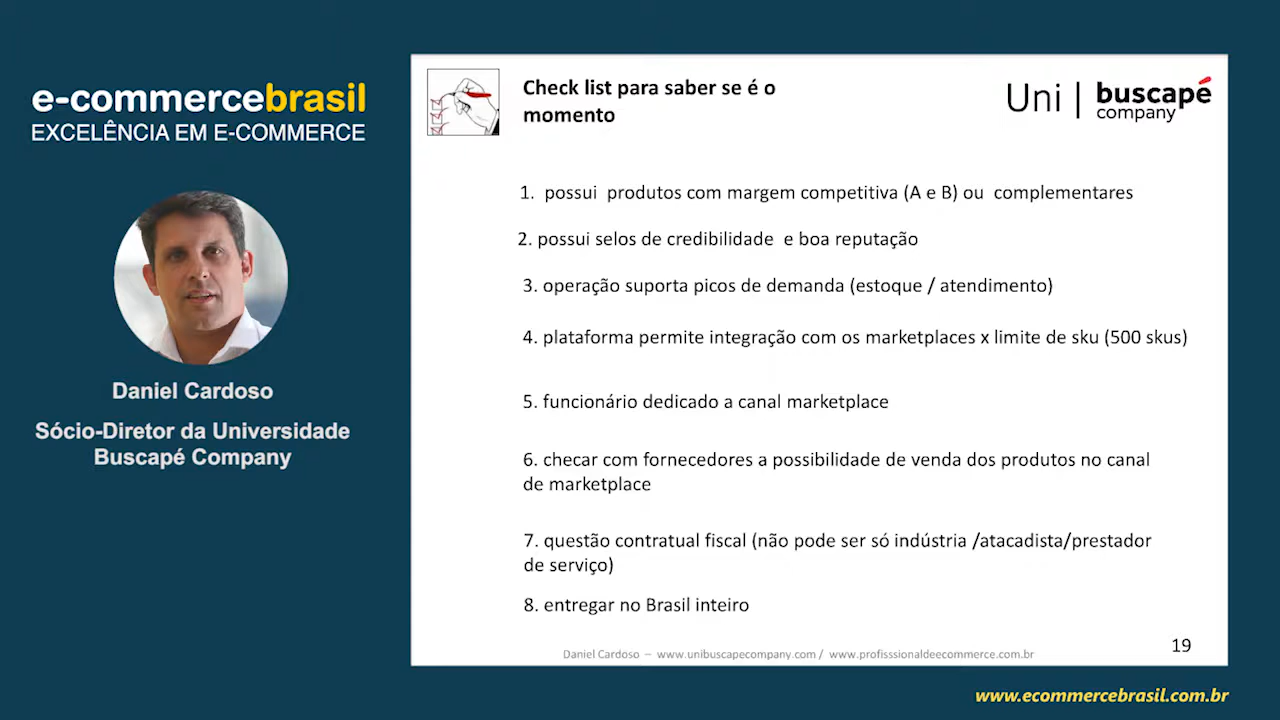 e-commercebrasil
EXCELÊNCIA EM E-COMMERCE
Daniel Cardoso
Sócio-Diretor da Universidade
Buscapé Company
Check list para saber se é o
momento
Uni | buscapé
company
1. possui produtos com margem competitiva (A e B) ou complementares
2. possui selos de credibilidade e boa reputação
3. operação suporta picos de demanda (estoque / atendimento)
4. plataforma permite integração com os marketplaces x limite de sku (500 skus)
5. funcionário dedicado a canal marketplace
6. checar com fornecedores a possibilidade de venda dos produtos no canal
de marketplace
7. questão contratual fiscal (não pode ser só indústria /atacadista/prestador
de serviço)
8. entregar no Brasil inteiro
19
Daniel Cardoso – www.unibuscapecompany.com / www.profisssionaldeecommerce.com.br
www.ecommercebrasil.com.br